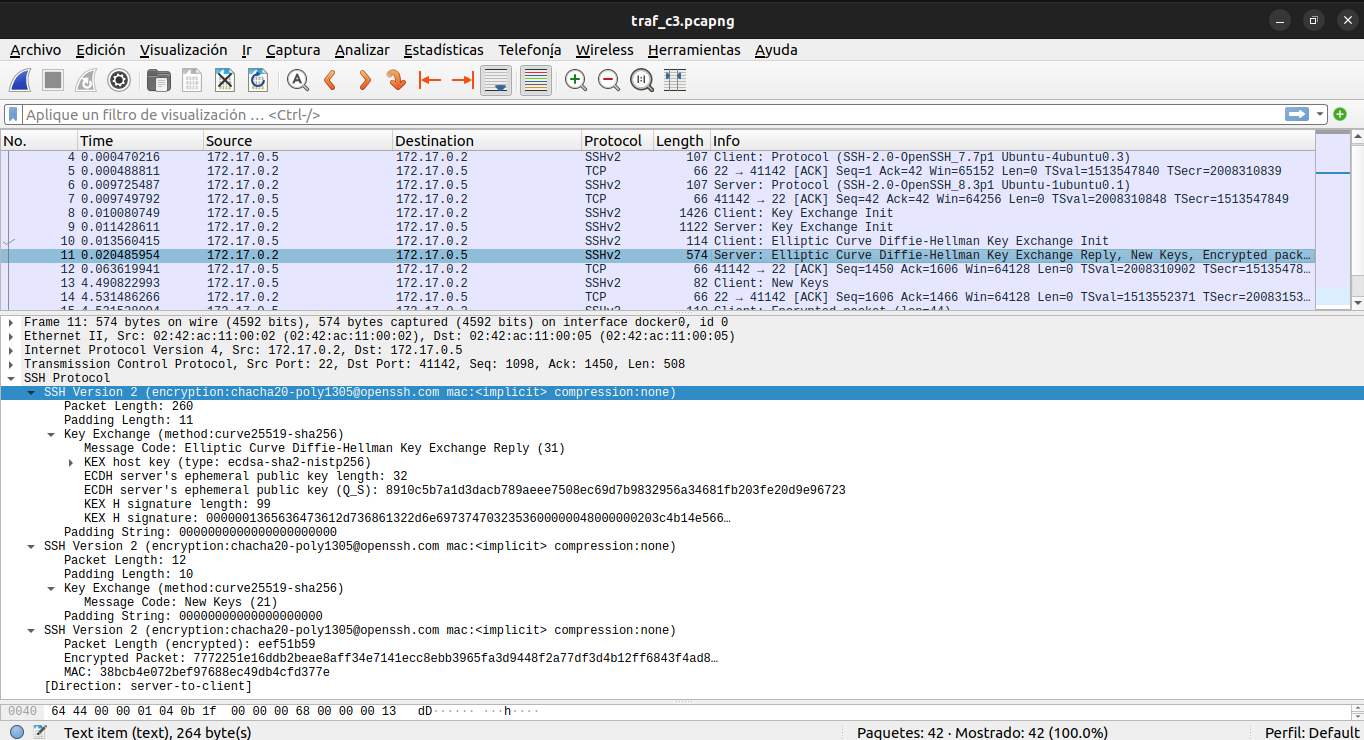 traf_c3.pcapng
Archivo Edición Visualización Ir Captura Analizar Estadísticas Telefonía Wireless Herramientas Ayuda
Aplique un filtro de visualización … <Ctrl-/>
No. Time Source Destination Protocol Length Info
4 0.000470216 172.17.0.5 172.17.0.2 SSHv2 107 Client: Protocol (SSH-2.0-OpenSSH_7.7p1 Ubuntu-4ubuntu0.3)
5 0.000488811 172.17.0.2 172.17.0.5 TCP 66 22 → 41142 [ACK] Seq=1 Ack=42 Win=65152 Len=0 TSval=1513547840 TSecr=2008310839
6 0.009725487 172.17.0.2 172.17.0.5 SSHv2 107 Server: Protocol (SSH-2.0-OpenSSH_8.3p1 Ubuntu-1ubuntu0.1)
7 0.009749792 172.17.0.5 172.17.0.2 TCP 66 41142 → 22 [ACK] Seq=42 Ack=42 Win=64256 Len=0 TSval=2008310848 TSecr=1513547849
8 0.010080749 172.17.0.5 172.17.0.2 SSHv2 1426 Client: Key Exchange Init
9 0.011428611 172.17.0.2 172.17.0.5 SSHv2 1122 Server: Key Exchange Init
10 0.013560415 172.17.0.5 172.17.0.2 SSHv2 114 Client: Elliptic Curve Diffie-Hellman Key Exchange Init
11 0.020485954 172.17.0.2 172.17.0.5 SSHv2 574 Server: Elliptic Curve Diffie-Hellman Key Exchange Reply, New Keys, Encrypted pack…
12 0.063619941 172.17.0.5 172.17.0.2 TCP 66 41142 → 22 [ACK] Seq=1450 Ack=1606 Win=64128 Len=0 TSval=2008310902 TSecr=15135478…
13 4.490822993 172.17.0.5 172.17.0.2 SSHv2 82 Client: New Keys
14 4.531486266 172.17.0.2 172.17.0.5 TCP 66 22 → 41142 [ACK] Seq=1606 Ack=1466 Win=64128 Len=0 TSval=1513552371 TSecr=20083153…
Frame 11: 574 bytes on wire (4592 bits), 574 bytes captured (4592 bits) on interface docker0, id 0
Ethernet II, Src: 02:42:ac:11:00:02 (02:42:ac:11:00:02), Dst: 02:42:ac:11:00:05 (02:42:ac:11:00:05)
Internet Protocol Version 4, Src: 172.17.0.2, Dst: 172.17.0.5
Transmission Control Protocol, Src Port: 22, Dst Port: 41142, Seq: 1098, Ack: 1450, Len: 508
SSH Protocol
SSH Version 2 (encryption:chacha20-poly1305@openssh.com mac:<implicit> compression:none)
Packet Length: 260
Padding Length: 11
Key Exchange (method:curve25519-sha256)
Message Code: Elliptic Curve Diffie-Hellman Key Exchange Reply (31)
KEX host key (type: ecdsa-sha2-nistp256)
ECDH server's ephemeral public key length: 32
ECDH server's ephemeral public key (Q_S): 8910c5b7a1d3dacb789aeee7508ec69d7b9832956a34681fb203fe20d9e96723
KEX H signature length: 99
KEX H signature: 0000001365636473612d736861322d6e69737470323536000000480000000203c4b14e566…
Padding String: 0000000000000000000000
SSH Version 2 (encryption:chacha20-poly1305@openssh.com mac:<implicit> compression:none)
Packet Length: 12
Padding Length: 10
Key Exchange (method:curve25519-sha256)
Message Code: New Keys (21)
Padding String: 00000000000000000000
SSH Version 2 (encryption:chacha20-poly1305@openssh.com mac:<implicit> compression:none)
Packet Length (encrypted): eef51b59
Encrypted Packet: 7772251e16ddb2beae8aff34e7141ecc8ebb3965fa3d9448f2a77df3d4b12ff6843f4ad8…
MAC: 38bcb4e072bef97688ec49db4cfd377e
[Direction: server-to-client]
0040 64 44 00 00 01 04 0b 1f 00 00 00 68 00 00 00 13 dD······ ···h····
Text item (text), 264 byte(s) Paquetes: 42 · Mostrado: 42 (100.0%) Perfil: Default